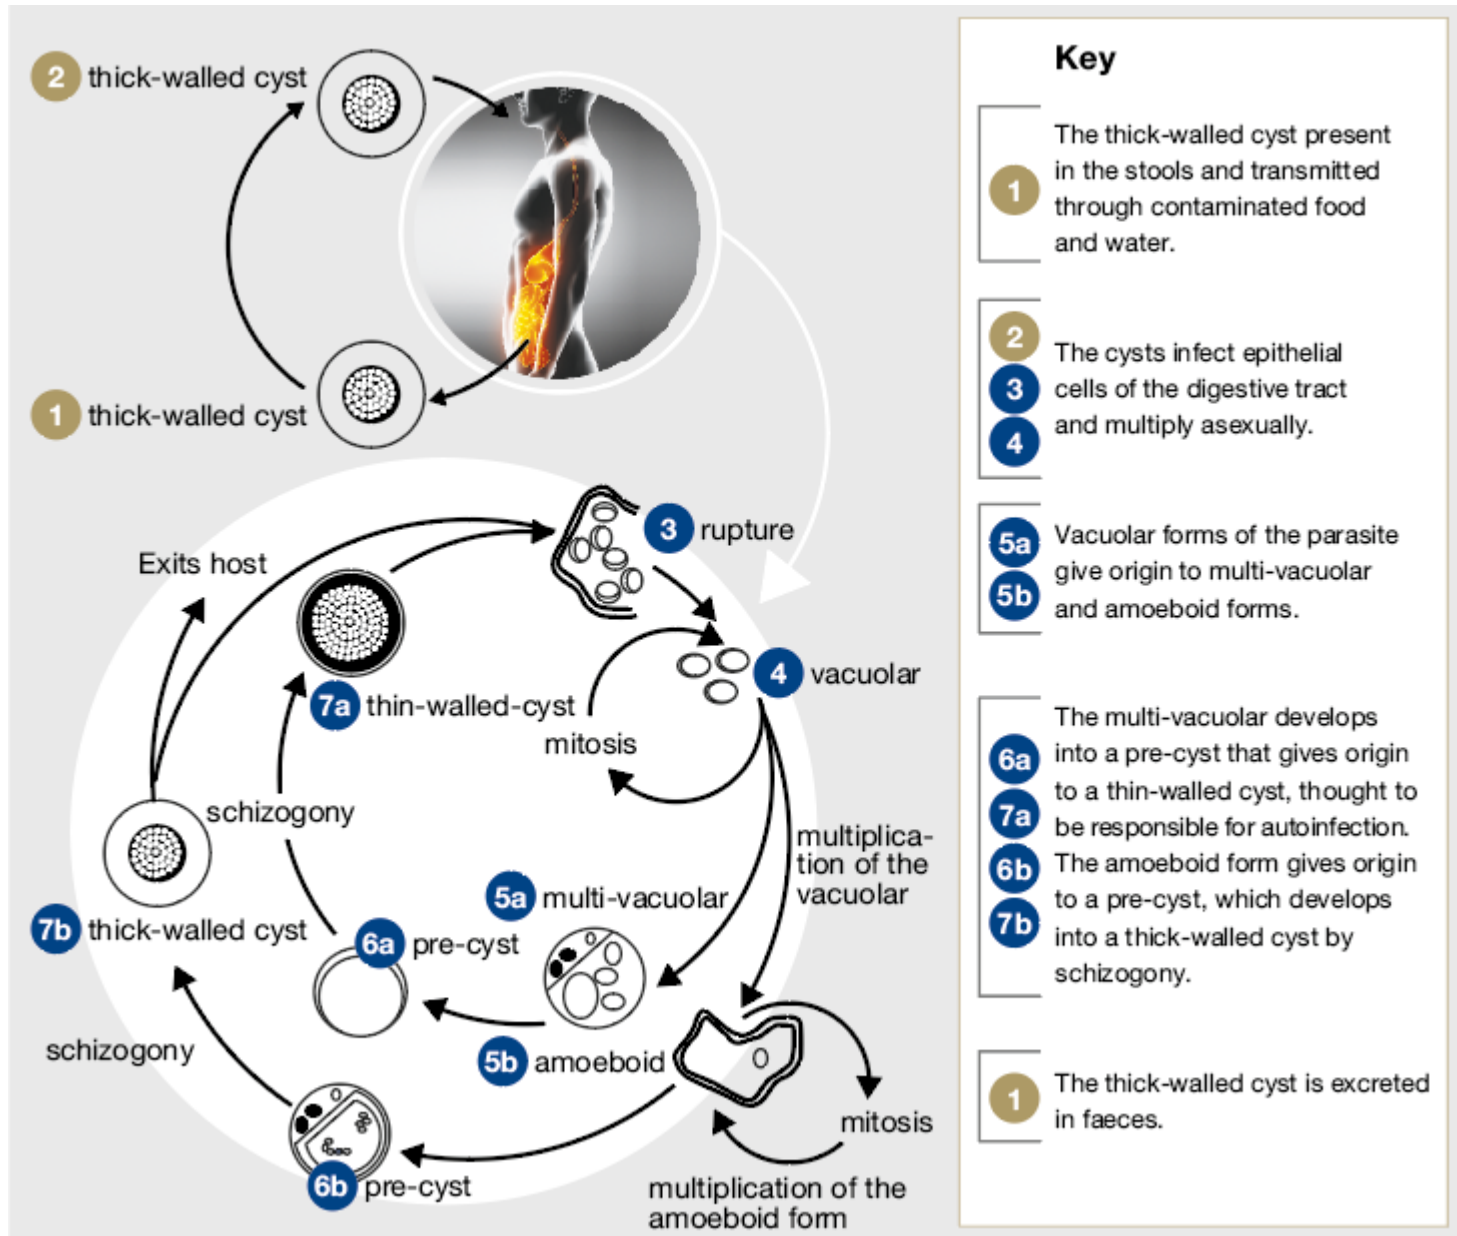 2 thick-walled cyst
1 thick-walled cyst
3 rupture
Exits host
4 vacuolar
7a thin-walled-cyst
mitosis
schizogony
multiplica-
tion of the
vacuolar
5a multi-vacuolar
7b thick-walled cyst
6a pre-cyst
schizogony
5b amoeboid
mitosis
6b pre-cyst
multiplication of the
amoeboid form
Key
1
The thick-walled cyst present
in the stools and transmitted
through contaminated food
and water.
2
3
4
The cysts infect epithelial
cells of the digestive tract
and multiply asexually.
5a
5b
Vacuolar forms of the parasite
give origin to multi-vacuolar
and amoeboid forms.
6a
7a
6b
7b
The multi-vacuolar develops
into a pre-cyst that gives origin
to a thin-walled cyst, thought to
be responsible for autoinfection.
The amoeboid form gives origin
to a pre-cyst, which develops
into a thick-walled cyst by
schizogony.
1
The thick-walled cyst is excreted
in faeces.